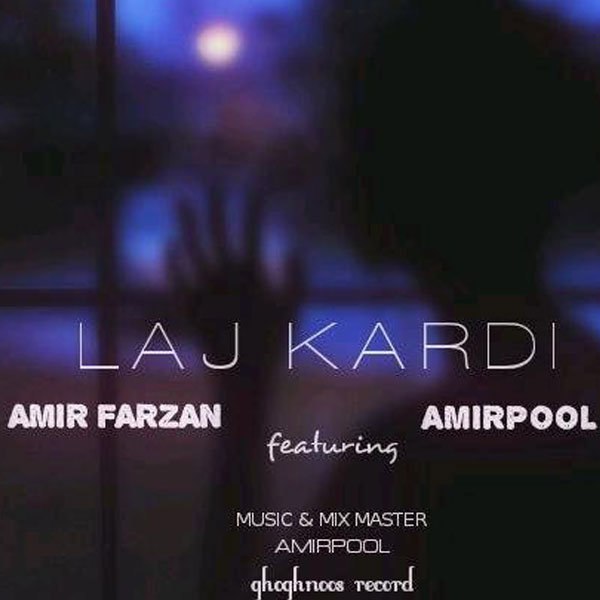 LAJ KARDI
AMIR FARZAN
featuring
AMIRPOOL
MUSIC & MIX MASTER
AMIRPOOL
ghoghnoos record